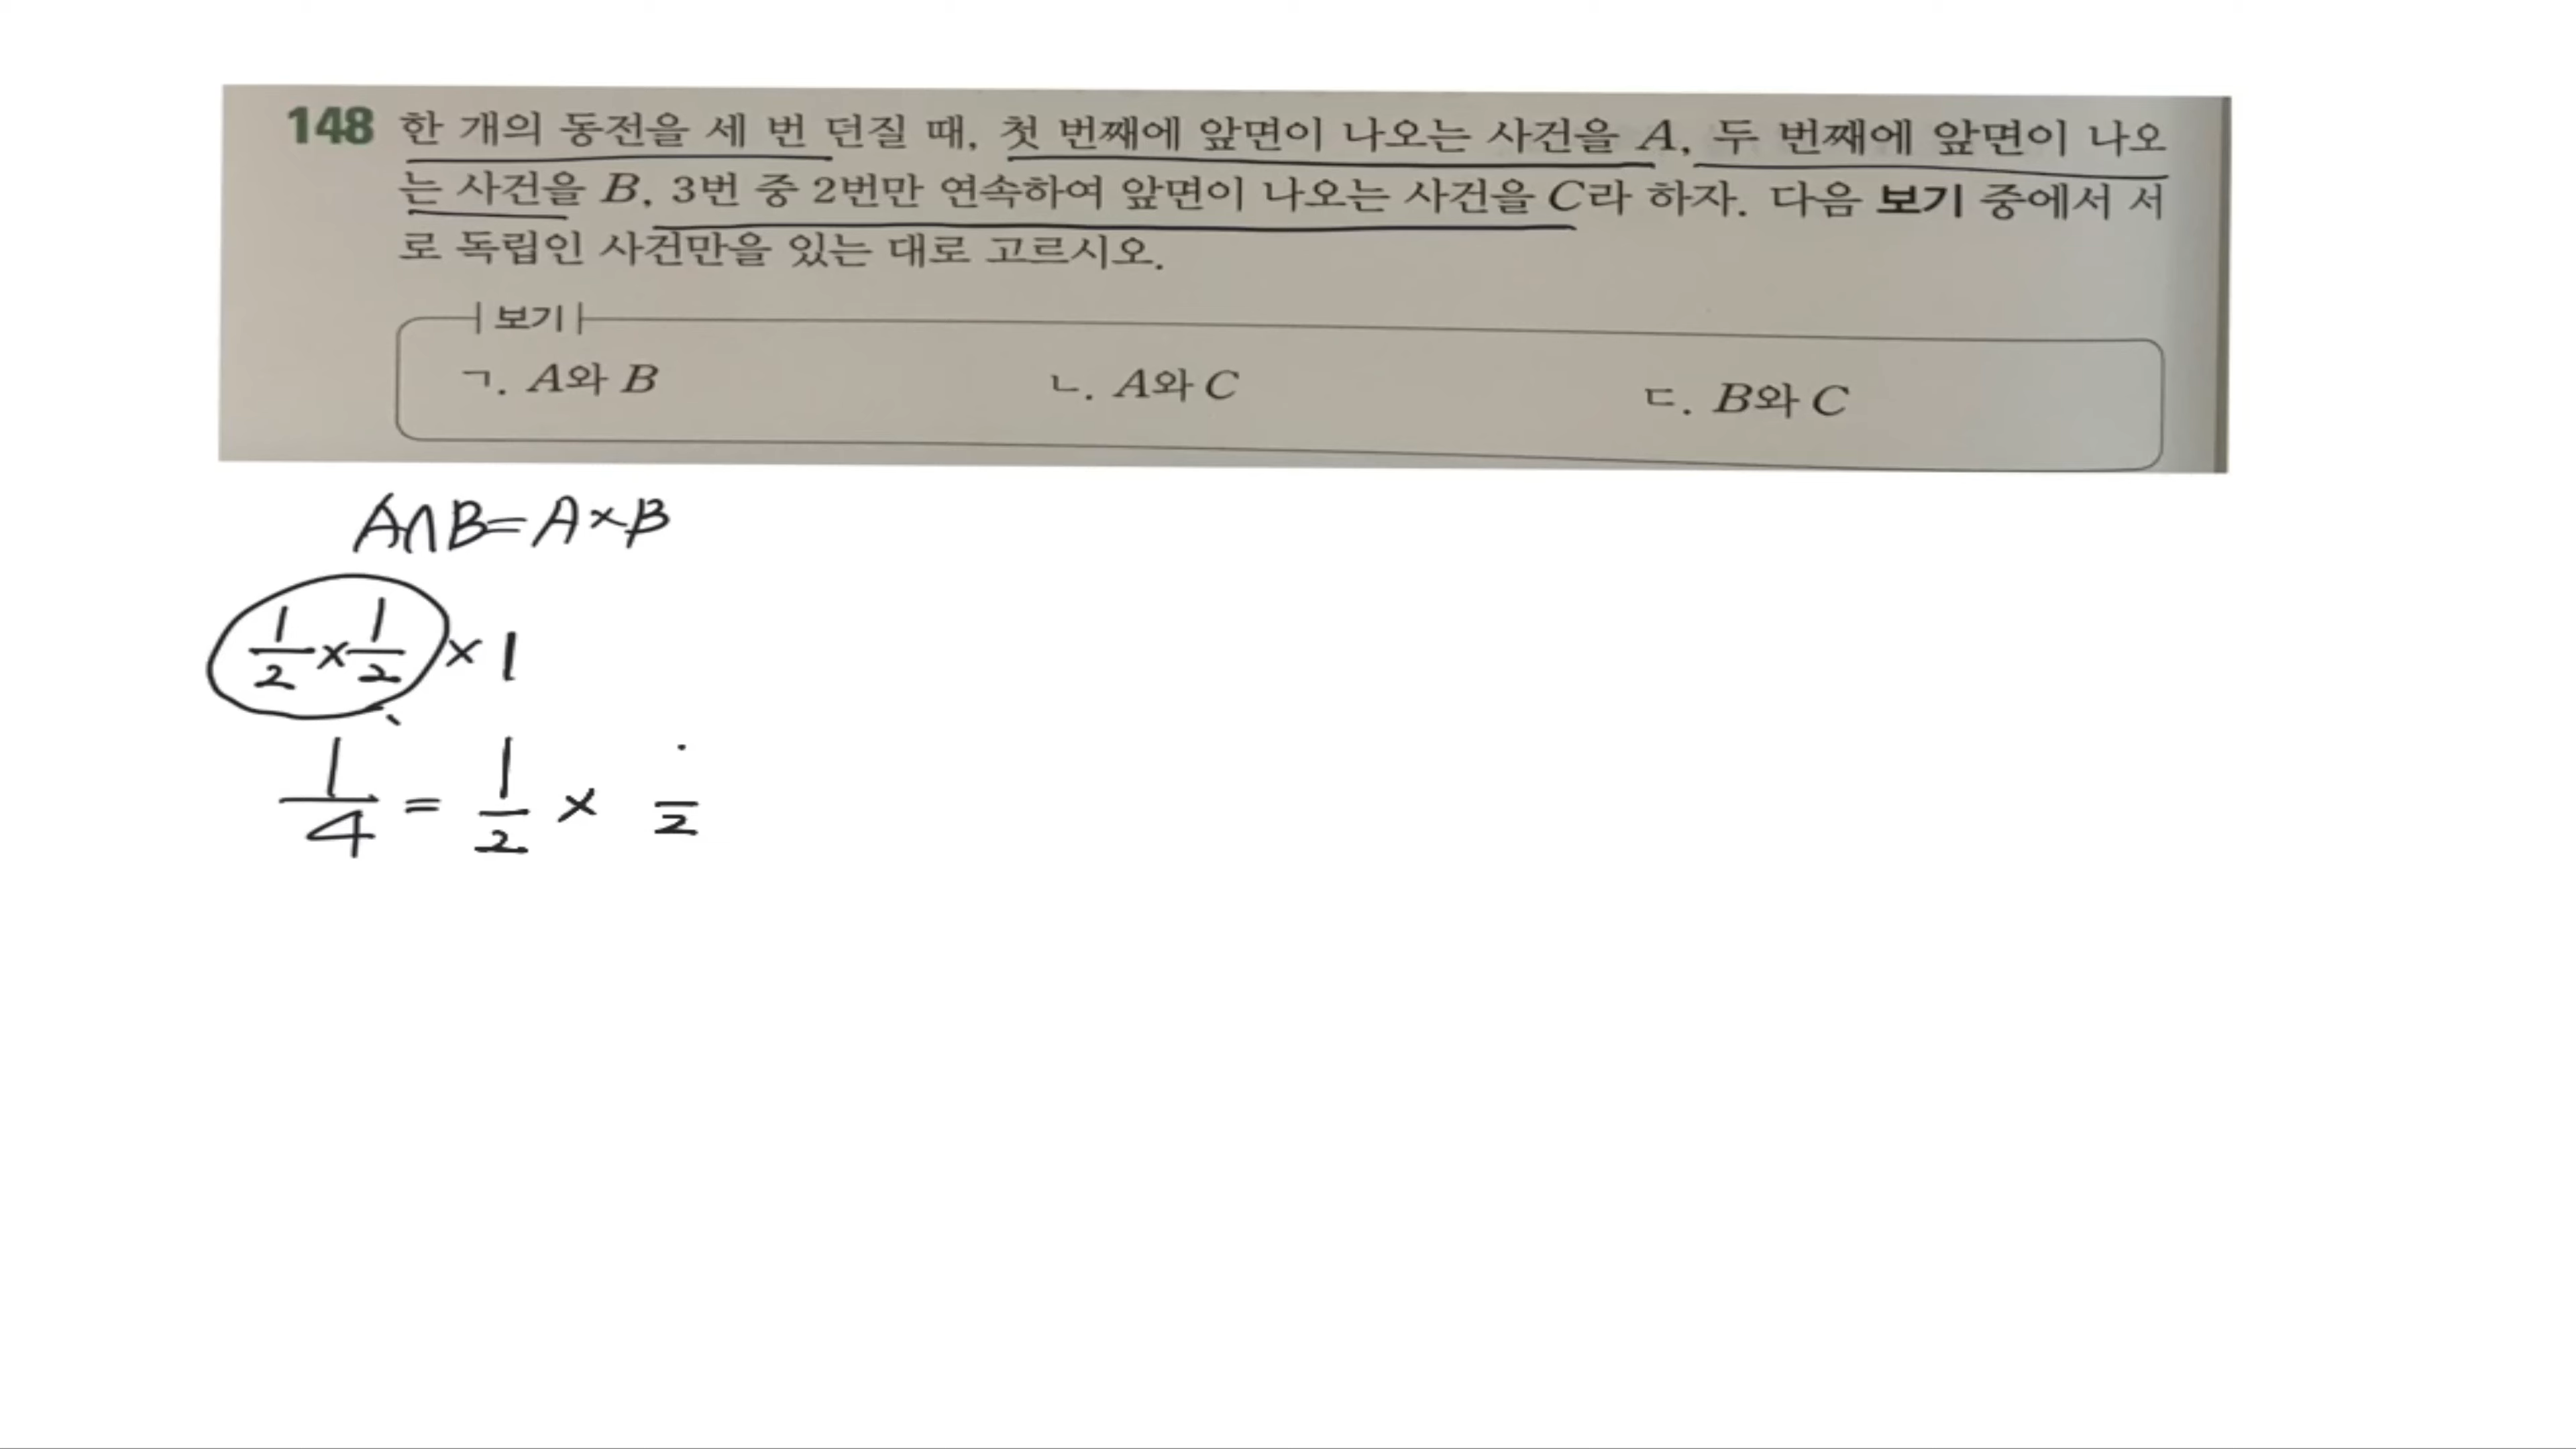 148 한 개의 동전을 세 번 던질 때, 첫 번째에 앞면이 나오는 사건을 A, 두 번째에 앞면이 나오
는 사건을 B, 3번 중 2번만 연속하여 앞면이 나오는 사건을 C라 하자. 다음 보기 중에서 서
로 독립인 사건만을 있는 대로 고르시오.
보기
ㄱ. A와 B ㄴ. A와 C ㄷ. B와 C
A∩B=A×B
1/2 × 1/2 × 1
1/4 = 1/2 × /2